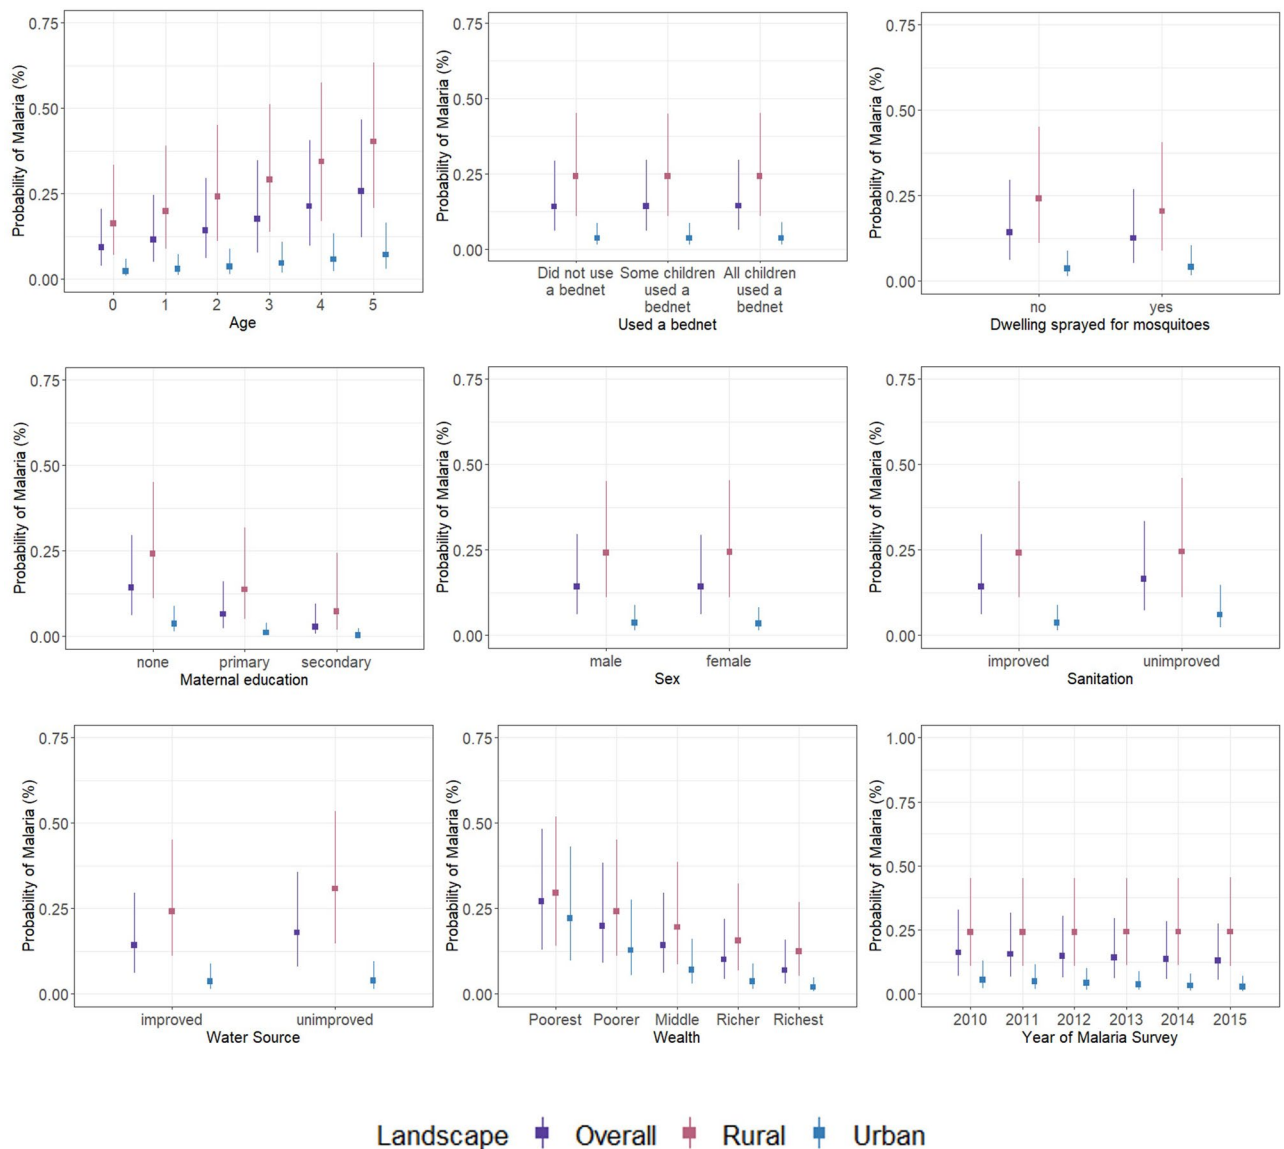 Probability of Malaria (%)
0.75
0.50
0.25
0.00
0 1 2 3 4 5
Age
Probability of Malaria (%)
0.75
0.50
0.25
0.00
Did not use Some children All children
a bednet used a used a
bednet bednet
Used a bednet
Probability of Malaria (%)
0.75
0.50
0.25
0.00
no yes
Dwelling sprayed for mosquitoes
Probability of Malaria (%)
0.75
0.50
0.25
0.00
none primary secondary
Maternal education
Probability of Malaria (%)
0.75
0.50
0.25
0.00
male female
Sex
Probability of Malaria (%)
0.75
0.50
0.25
0.00
improved unimproved
Sanitation
Probability of Malaria (%)
0.75
0.50
0.25
0.00
improved unimproved
Water Source
Probability of Malaria (%)
0.75
0.50
0.25
0.00
Poorest Poorer Middle Richer Richest
Wealth
Probability of Malaria (%)
1.00
0.75
0.50
0.25
0.00
2010 2011 2012 2013 2014 2015
Year of Malaria Survey
Landscape Overall Rural Urban